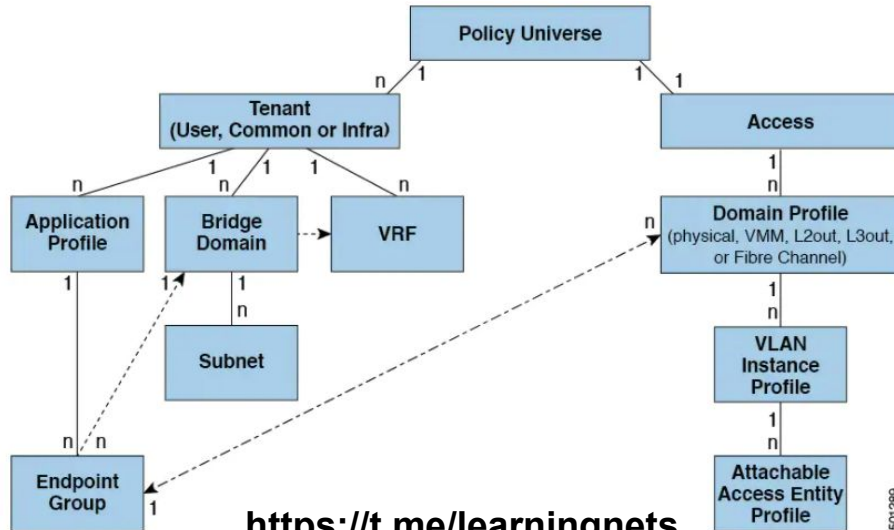 Policy Universe
n
1
1
1
Tenant
(User, Common or Infra)
Access
1
1
1
1
n
n
n
n
Application
Profile
Bridge
Domain
VRF
n
Domain Profile
(physical, VMM, L2out, L3out,
or Fibre Channel)
1
1
1
1
n
n
Subnet
VLAN
Instance
Profile
1
n
n
n
Endpoint
Group
1
Attachable
Access Entity
Profile
https://t.me/learningnets